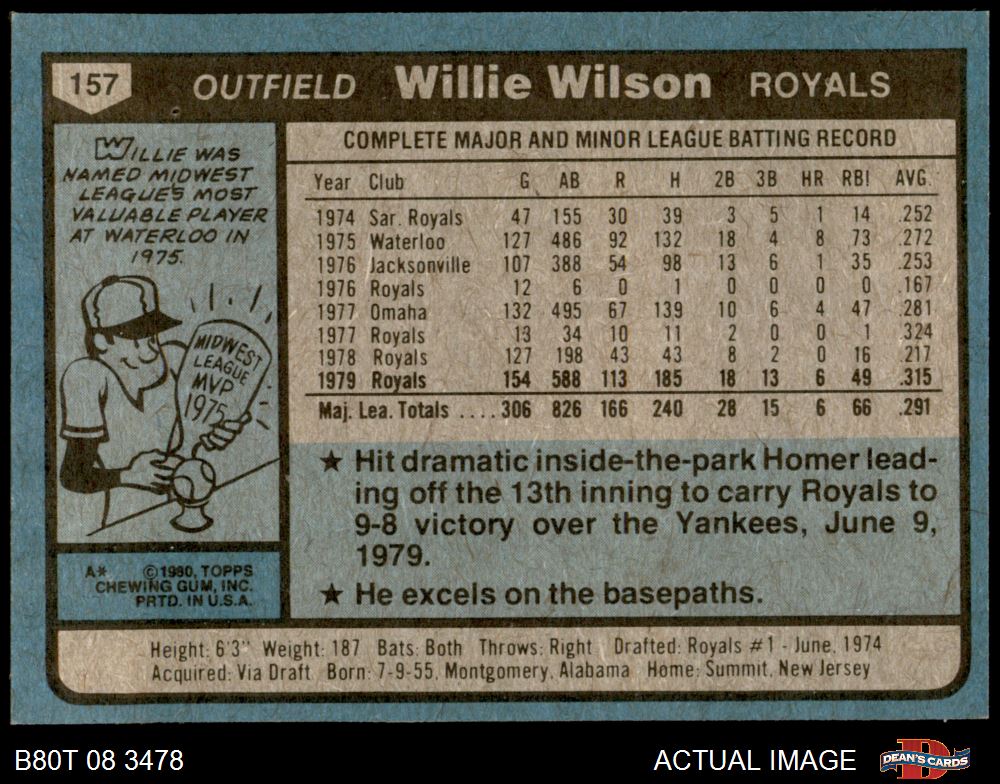 157 OUTFIELD Willie Wilson ROYALS
WILLIE WAS
NAMED MIDWEST
LEAGUE'S MOST
VALUABLE PLAYER
AT WATERLOO IN
1975.
MIDWEST
LEAGUE
MVP
1975
A* ©1980, TOPPS
CHEWING GUM, INC.
PRTD. IN U.S.A.
COMPLETE MAJOR AND MINOR LEAGUE BATTING RECORD
Year Club G AB R H 2B 3B HR RBI AVG.
1974 Sar. Royals 47 155 30 39 3 5 1 14 .252
1975 Waterloo 127 486 92 132 18 4 8 73 .272
1976 Jacksonville 107 388 54 98 13 6 1 35 .253
1976 Royals 12 6 0 1 0 0 0 0 .167
1977 Omaha 132 495 67 139 10 6 4 47 .281
1977 Royals 13 34 10 11 2 0 0 1 .324
1978 Royals 127 198 43 43 8 2 0 16 .217
1979 Royals 154 588 113 185 18 13 6 49 .315
Maj. Lea. Totals .... 306 826 166 240 28 15 6 66 .291
★ Hit dramatic inside-the-park Homer lead-
ing off the 13th inning to carry Royals to
9-8 victory over the Yankees, June 9,
1979.
★ He excels on the basepaths.
Height: 6'3" Weight: 187 Bats: Both Throws: Right Drafted: Royals #1 - June, 1974
Acquired: Via Draft Born: 7-9-55, Montgomery, Alabama Home: Summit, New Jersey
B80T 08 3478 ACTUAL IMAGE D DEAN'S CARDS